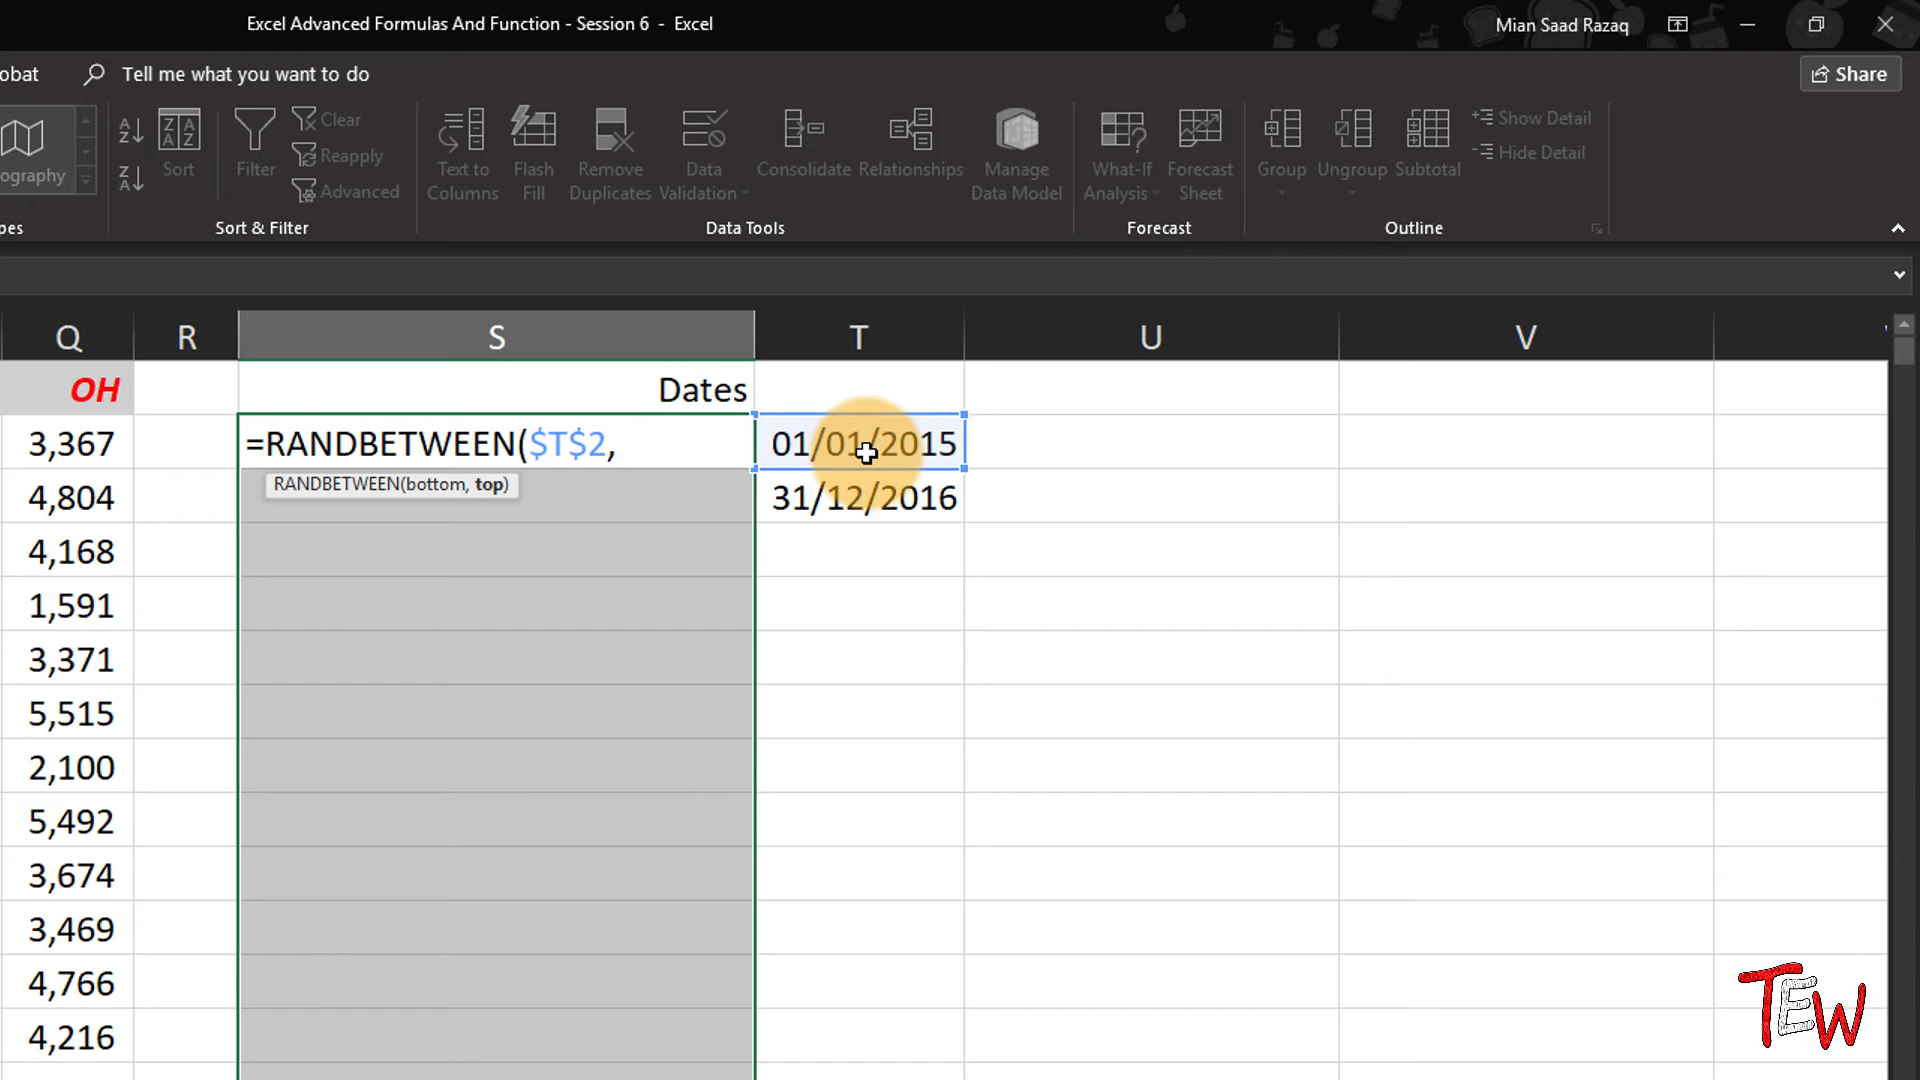 Excel Advanced Formulas And Function - Session 6 - Excel
Mian Saad Razaq
obat
Tell me what you want to do
Share
ography
A Z
Z A
Z A A Z
Sort
Filter
Clear
Reapply
Advanced
Text to Columns
Flash Fill
Remove Duplicates
Data Validation
Consolidate
Relationships
Manage Data Model
What-If Analysis
Forecast Sheet
Group
Ungroup
Subtotal
Show Detail
Hide Detail
pes
Sort & Filter
Data Tools
Forecast
Outline
Q R S T U V
OH Dates
3,367 =RANDBETWEEN($T$2, 01/01/2015
RANDBETWEEN(bottom, top)
4,804 31/12/2016
4,168
1,591
3,371
5,515
2,100
5,492
3,674
3,469
4,766
4,216
TEW